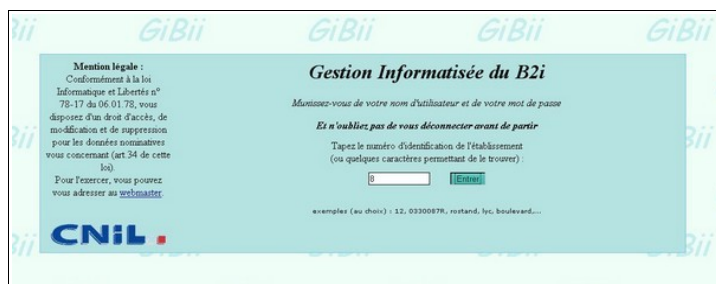 GiBii GiBii GiBii GiBii
Mention légale :
Conformément à la loi
Informatique et Libertés n°
78-17 du 06.01.78, vous
disposez d'un droit d'accès, de
modification et de suppression
pour les données nominatives
vous concernant (art.34 de cette
loi).
Pour l'exercer, vous pouvez
vous adresser au webmaster.
CNiL.
Gestion Informatisée du B2i
Munissez-vous de votre nom d'utilisateur et de votre mot de passe
Et n'oubliez pas de vous déconnecter avant de partir
Tapez le numéro d'identification de l'établissement
(ou quelques caractères permettant de le trouver) :
8 Entrer
exemples (au choix) : 12, 0330087R, rostand, lyc, boulevard,...